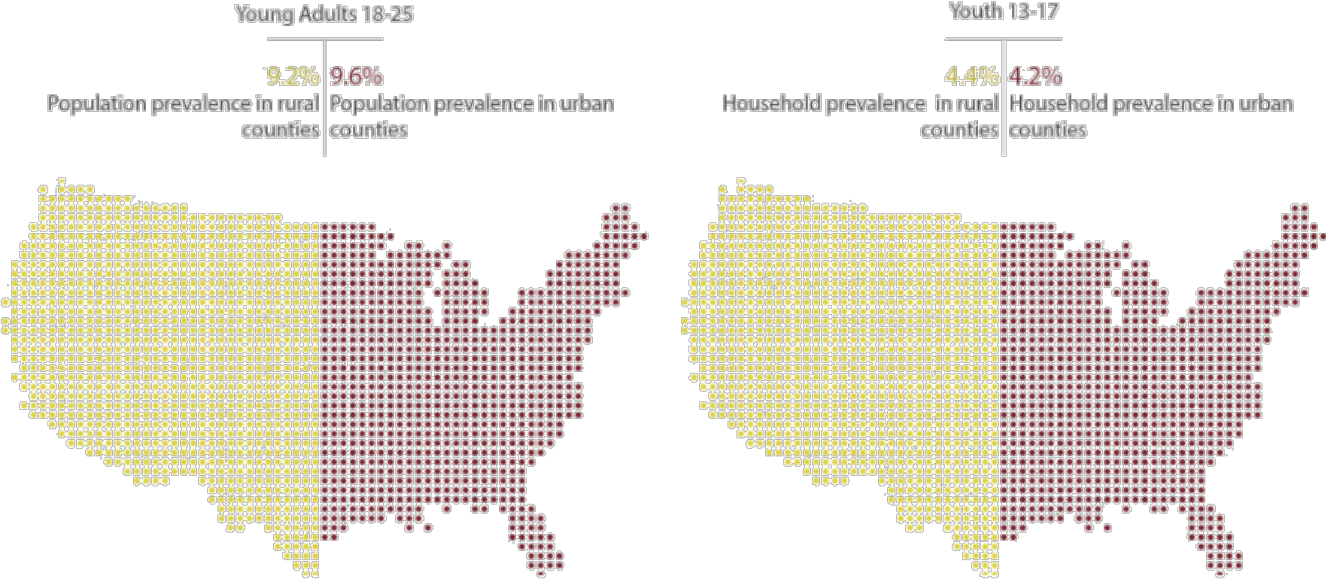 Young Adults 18-25
9.2% 9.6%
Population prevalence in rural Population prevalence in urban
counties counties
Youth 13-17
4.4% 4.2%
Household prevalence in rural Household prevalence in urban
counties counties